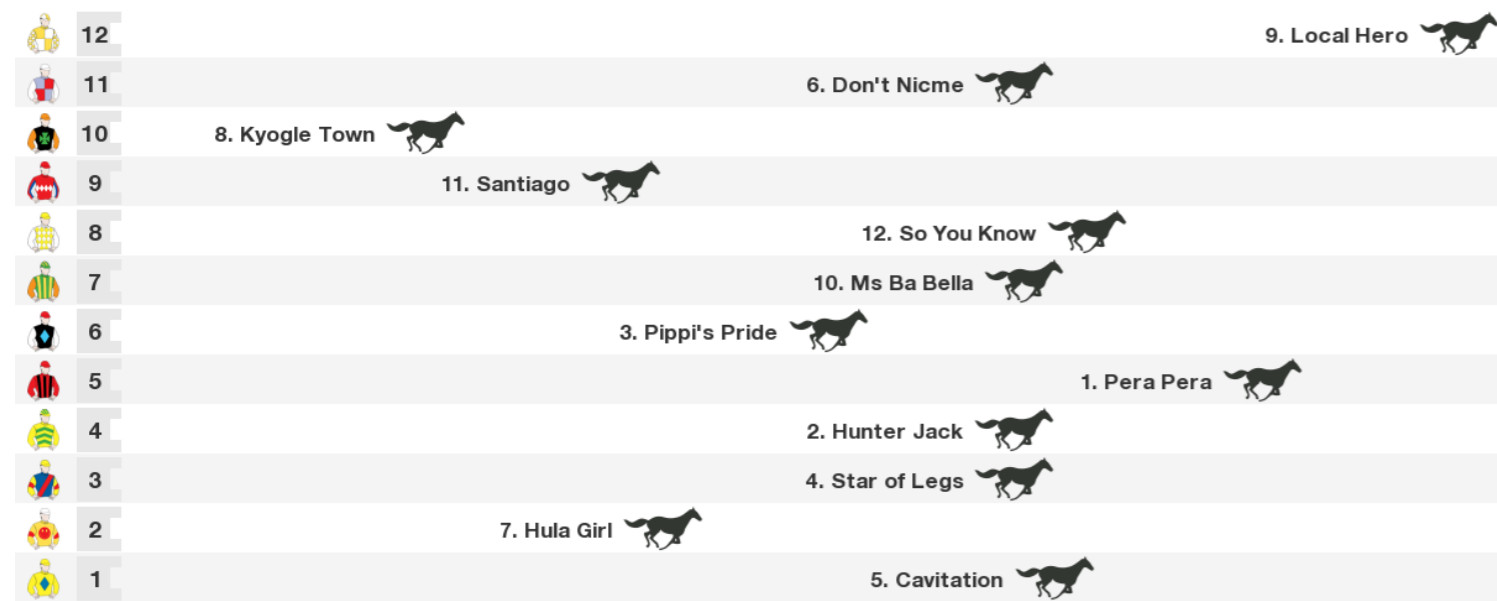 12 9. Local Hero
11 6. Don't Nicme
10 8. Kyogle Town
9 11. Santiago
8 12. So You Know
7 10. Ms Ba Bella
6 3. Pippi's Pride
5 1. Pera Pera
4 2. Hunter Jack
3 4. Star of Legs
2 7. Hula Girl
1 5. Cavitation